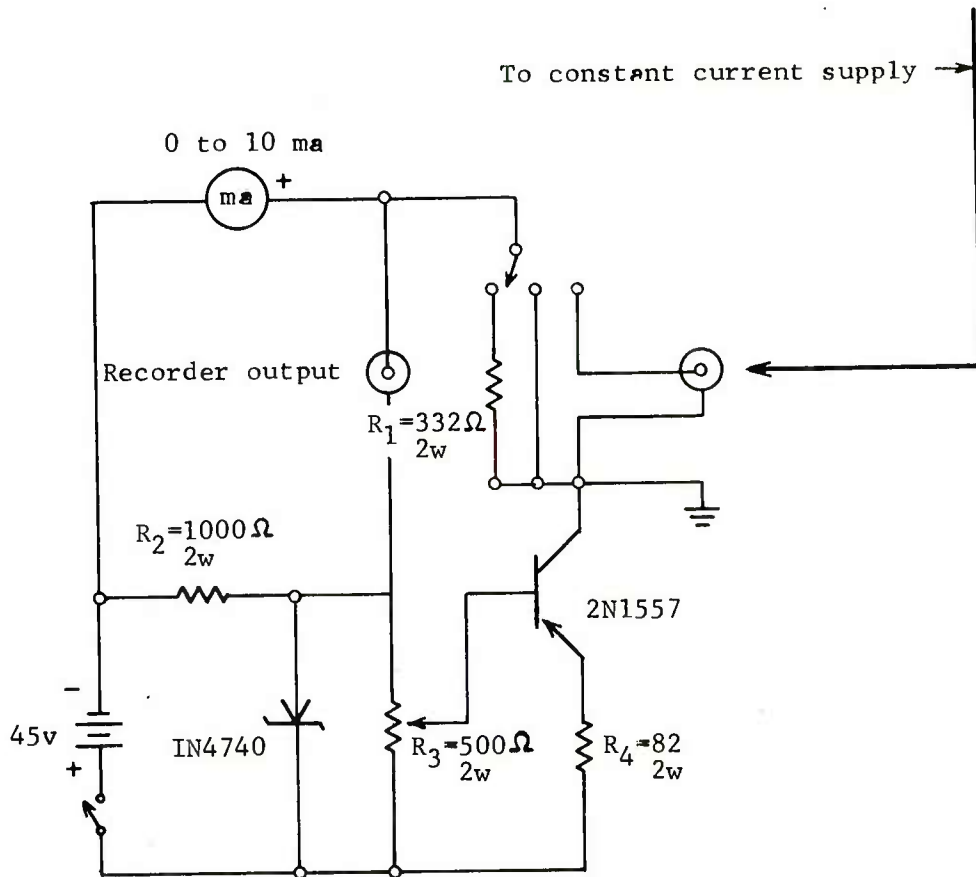 To constant current supply
0 to 10 ma
ma
+
Recorder output
R1=332Ω
2w
R2=1000Ω
2w
2N1557
-
45v
+
IN4740
R3=500Ω
2w
R4=82
2w